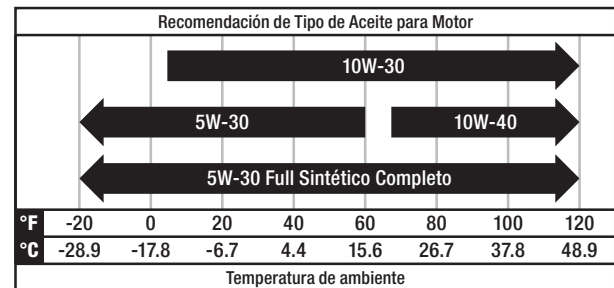 Recomendación de Tipo de Aceite para Motor
10W-30
5W-30 10W-40
5W-30 Full Sintético Completo
°F -20 0 20 40 60 80 100 120
°C -28.9 -17.8 -6.7 4.4 15.6 26.7 37.8 48.9
Temperatura de ambiente